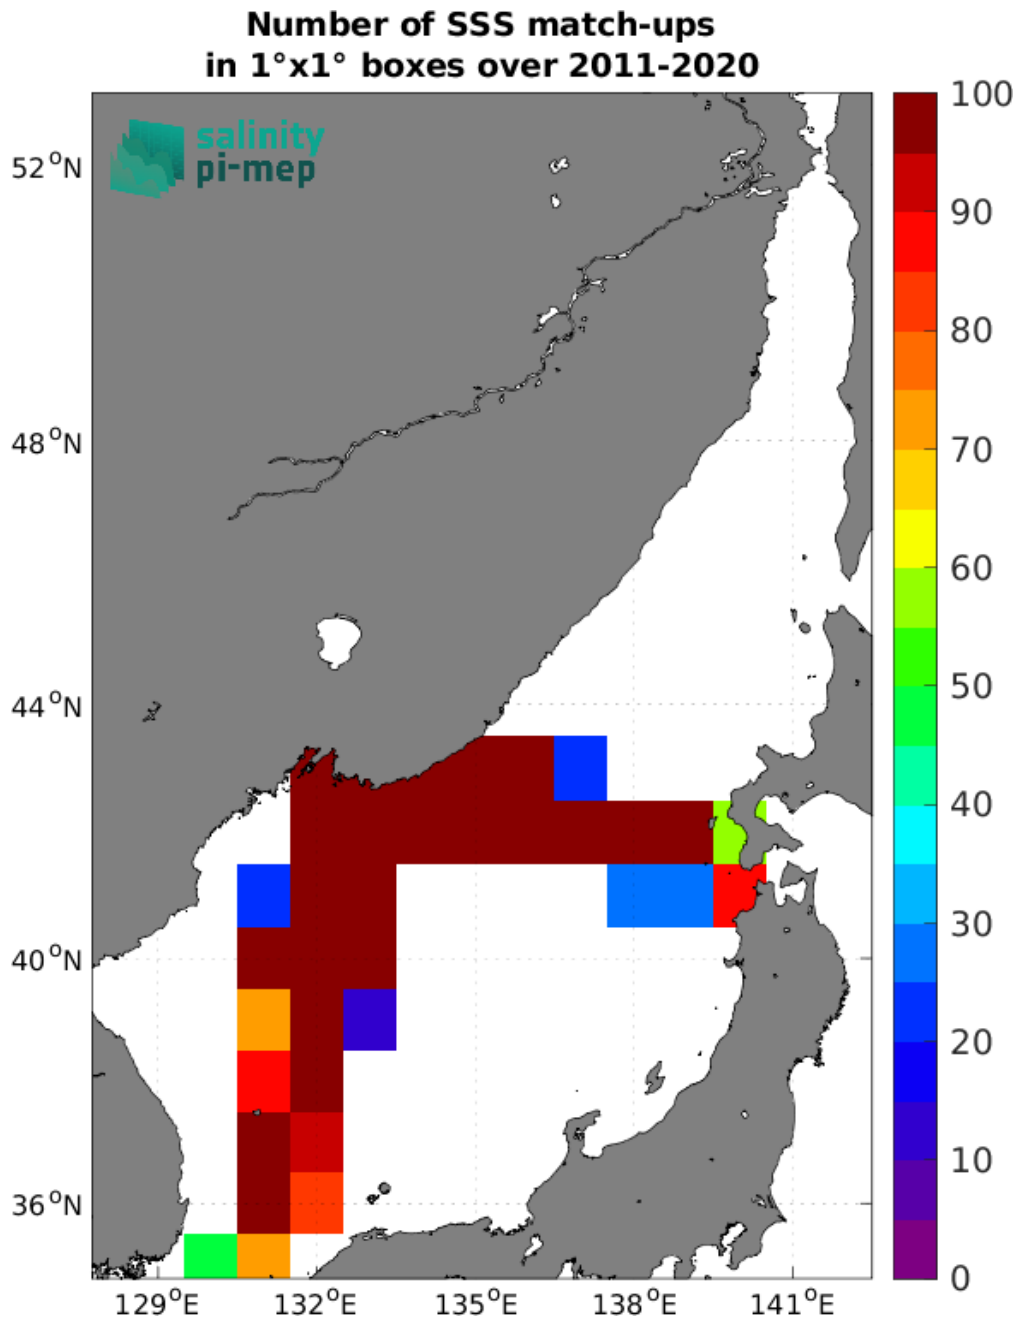 Number of SSS match-ups
in 1°x1° boxes over 2011-2020
salinity
pi-mep
52°N
48°N
44°N
40°N
36°N
129°E 132°E 135°E 138°E 141°E
100
90
80
70
60
50
40
30
20
10
0